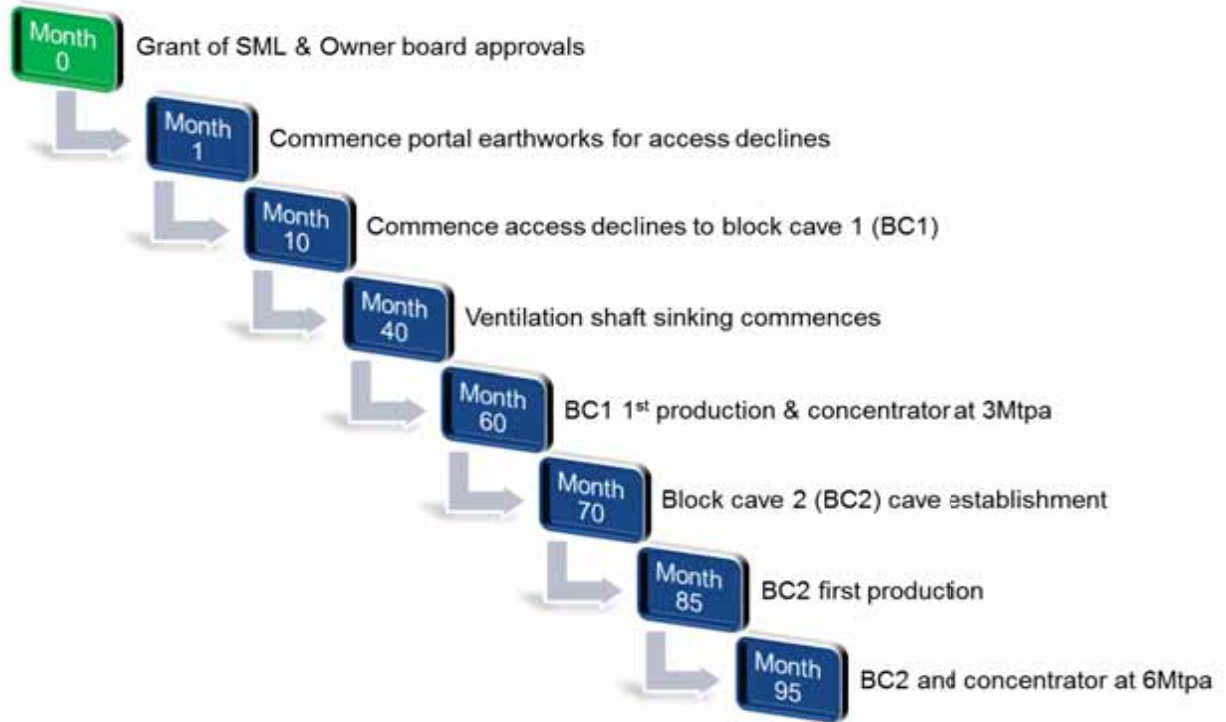 Month
0
Grant of SML & Owner board approvals
Month
1
Commence portal earthworks for access declines
Month
10
Commence access declines to block cave 1 (BC1)
Month
40
Ventilation shaft sinking commences
Month
60
BC1 1st production & concentrator at 3Mtpa
Month
70
Block cave 2 (BC2) cave establishment
Month
85
BC2 first production
Month
95
BC2 and concentrator at 6Mtpa